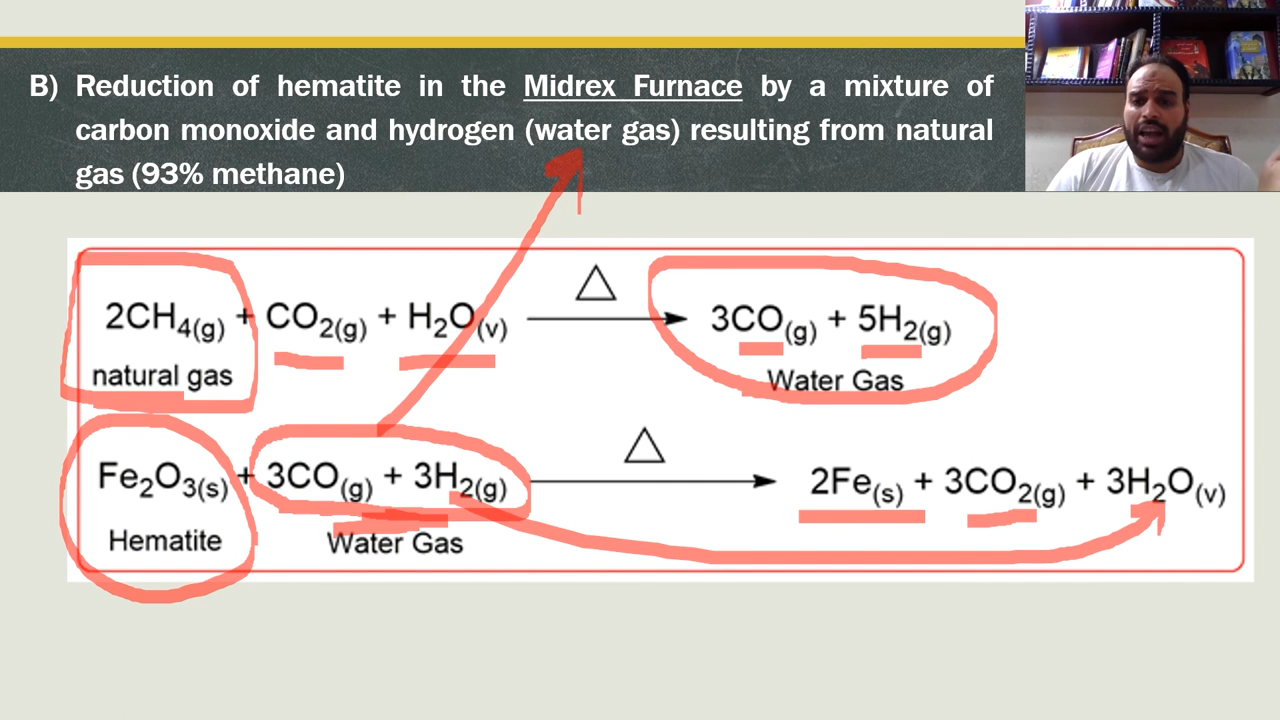 B) Reduction of hematite in the Midrex Furnace by a mixture of
carbon monoxide and hydrogen (water gas) resulting from natural
gas (93% methane)
2CH₄(g) + CO₂(g) + H₂O(v) △ → 3CO(g) + 5H₂(g)
natural gas Water Gas
Fe₂O₃(s) + 3CO(g) + 3H₂(g) △ → 2Fe(s) + 3CO₂(g) + 3H₂O(v)
Hematite Water Gas